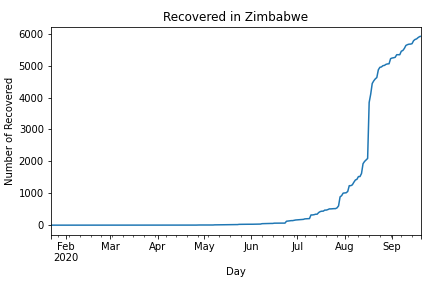 Recovered in Zimbabwe
Number of Recovered
6000
5000
4000
3000
2000
1000
0
Feb Mar Apr May Jun Jul Aug Sep
2020
Day